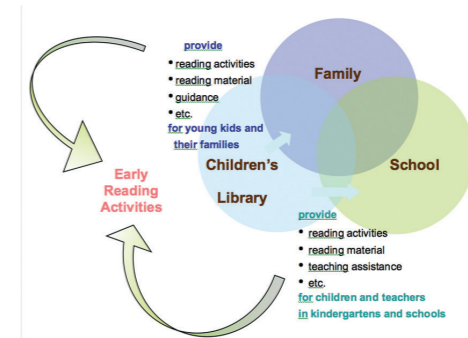 provide
• reading activities
• reading material
• guidance
• etc.
for young kids and
their families
Family
Children's
Library
School
Early
Reading
Activities
provide
• reading activities
• reading material
• teaching assistance
• etc.
for children and teachers
in kindergartens and schools